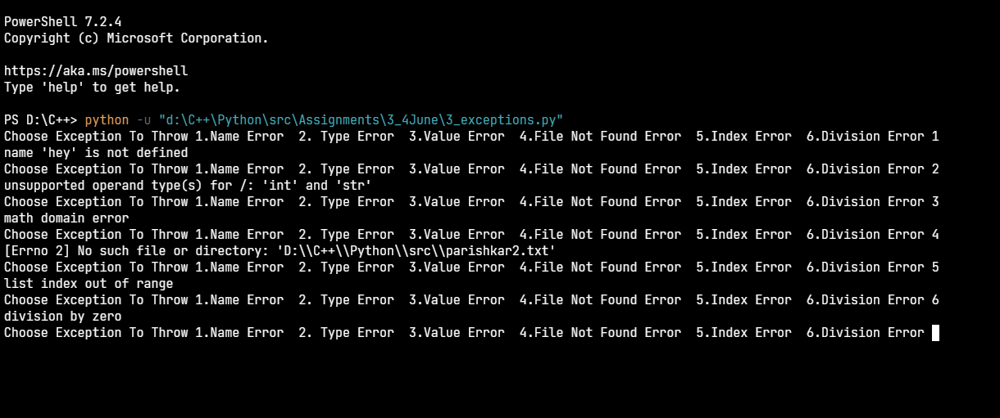 PowerShell 7.2.4
Copyright (c) Microsoft Corporation.
https://aka.ms/powershell
Type 'help' to get help.
PS D:\C++> python -u "d:\C++\Python\src\Assignments\3_4June\3_exceptions.py"
Choose Exception To Throw 1.Name Error  2. Type Error  3.Value Error  4.File Not Found Error  5.Index Error  6.Division Error 1
name 'hey' is not defined
Choose Exception To Throw 1.Name Error  2. Type Error  3.Value Error  4.File Not Found Error  5.Index Error  6.Division Error 2
unsupported operand type(s) for /: 'int' and 'str'
Choose Exception To Throw 1.Name Error  2. Type Error  3.Value Error  4.File Not Found Error  5.Index Error  6.Division Error 3
math domain error
Choose Exception To Throw 1.Name Error  2. Type Error  3.Value Error  4.File Not Found Error  5.Index Error  6.Division Error 4
[Errno 2] No such file or directory: 'D:\\C++\\Python\\src\\parishkar2.txt'
Choose Exception To Throw 1.Name Error  2. Type Error  3.Value Error  4.File Not Found Error  5.Index Error  6.Division Error 5
list index out of range
Choose Exception To Throw 1.Name Error  2. Type Error  3.Value Error  4.File Not Found Error  5.Index Error  6.Division Error 6
division by zero
Choose Exception To Throw 1.Name Error  2. Type Error  3.Value Error  4.File Not Found Error  5.Index Error  6.Division Error